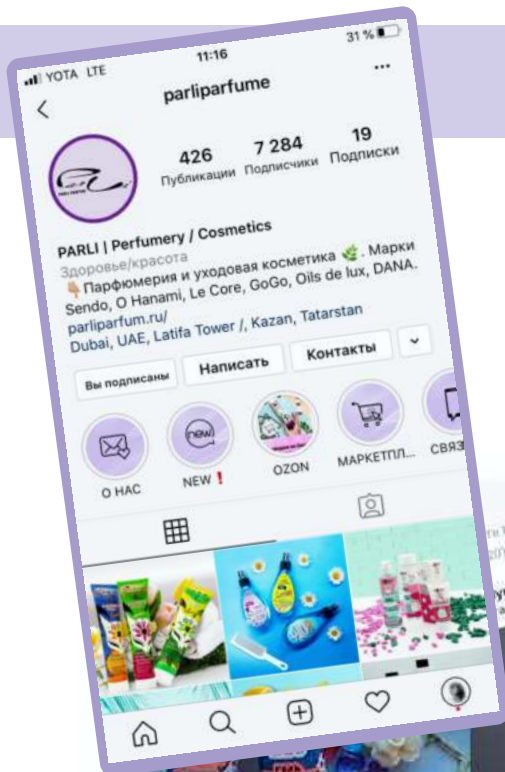 YOTA LTE 11:16 31 %
parliparfume
426 7 284 19
Публикации Подписчики Подписки
PARLI | Perfumery / Cosmetics
Здоровье/красота
Парфюмерия и уходовая косметика 🌿. Марки
Sendo, O Hanami, Le Core, GoGo, Oils de lux, DANA.
parliparfum.ru/
Dubai, UAE, Latifa Tower /, Kazan, Tatarstan
Вы подписаны Написать Контакты
new
О НАС NEW❗ OZON МАРКЕТПЛ... СВЯЗ